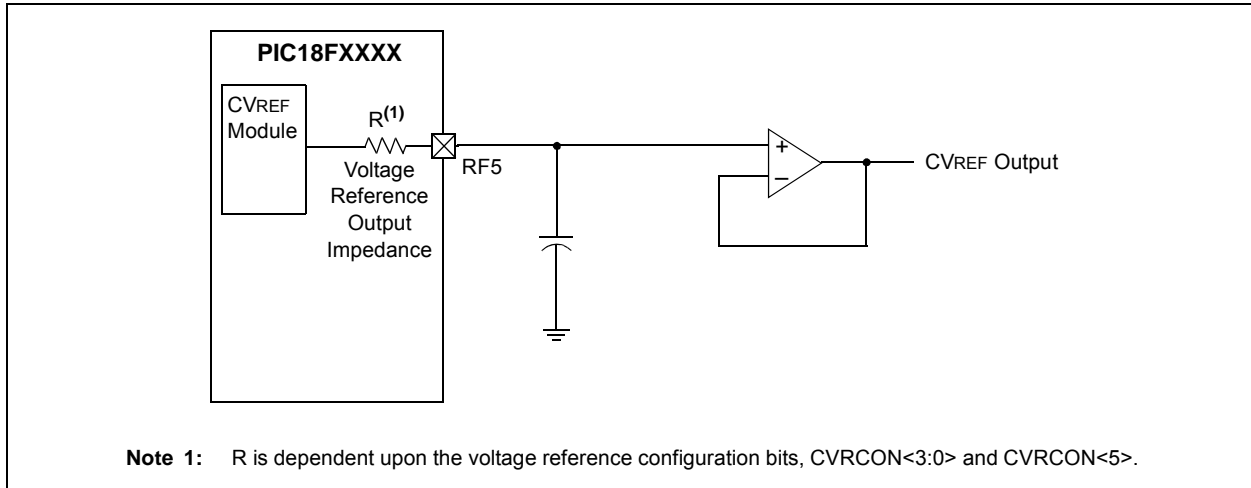 PIC18FXXXX
CVREF
Module
R(1)
Voltage
Reference
Output
Impedance
RF5
+
–
CVREF Output
Note 1: R is dependent upon the voltage reference configuration bits, CVRCON<3:0> and CVRCON<5>.